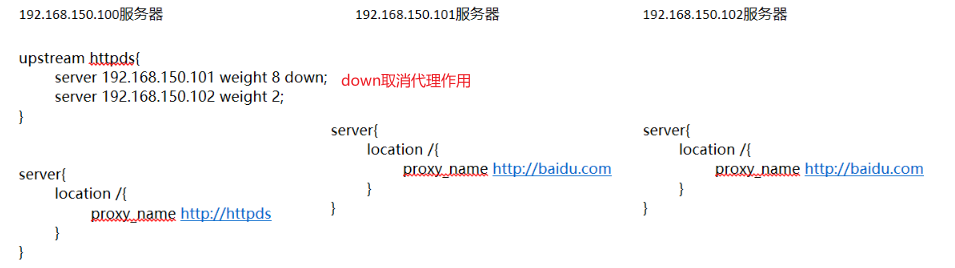 192.168.150.100服务器
upstream httpds{
server 192.168.150.101 weight 8 down;
server 192.168.150.102 weight 2;
}
down取消代理作用
server{
location /{
proxy_name http://httpds
}
}
192.168.150.101服务器
server{
location /{
proxy_name http://baidu.com
}
}
192.168.150.102服务器
server{
location /{
proxy_name http://baidu.com
}
}